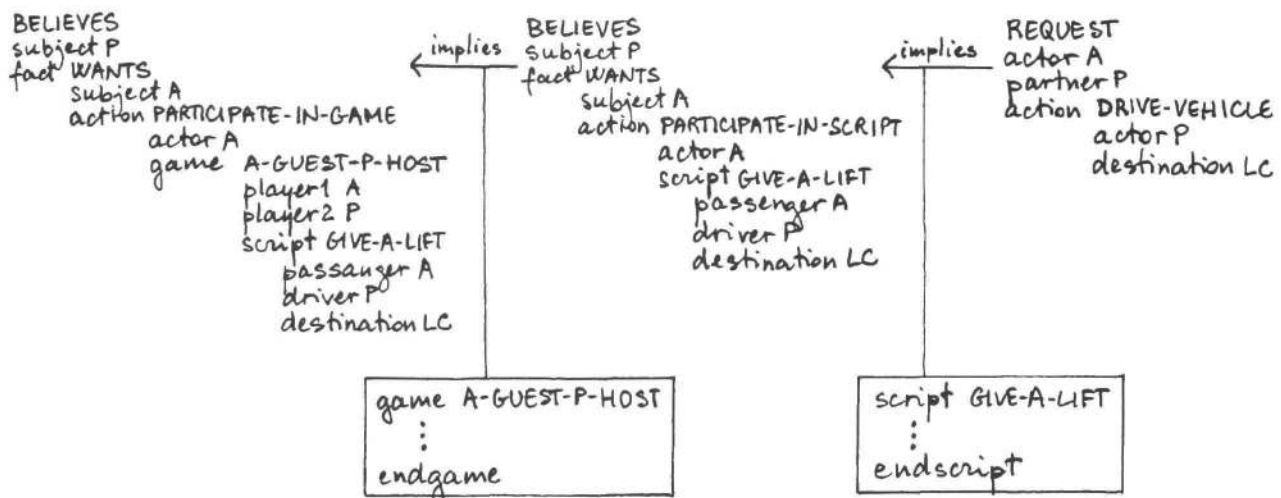 BELIEVES
subject P
fact WANTS
subject A
action PARTICIPATE-IN-GAME
actor A
game A-GUEST-P-HOST
player1 A
player2 P
script GIVE-A-LIFT
passanger A
driver P
destination LC
implies
BELIEVES
subject P
fact WANTS
subject A
action PARTICIPATE-IN-SCRIPT
actor A
script GIVE-A-LIFT
passenger A
driver P
destination LC
implies
REQUEST
actor A
partner P
action DRIVE-VEHICLE
actor P
destination LC
game A-GUEST-P-HOST
⋮
endgame
script GIVE-A-LIFT
⋮
endscript